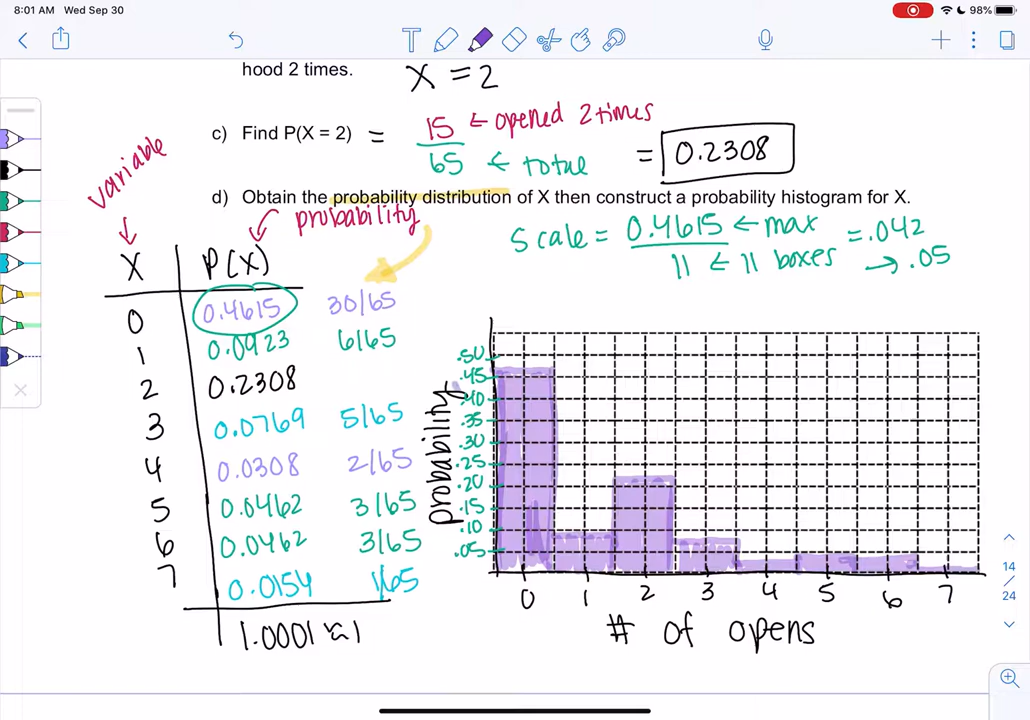 8:01 AM Wed Sep 30
98%
hood 2 times.
X = 2
c) Find P(X = 2) = 15/65 = 0.2308
← opened 2 times
← total
variable
d) Obtain the probability distribution of X then construct a probability histogram for X.
probability
Scale = 0.4615 ← max = .042
11 ← 11 boxes → .05
X P(X)
0 0.4615 30/65
1 0.0923 6/65
2 0.2308
3 0.0769 5/65
4 0.0308 2/65
5 0.0462 3/65
6 0.0462 3/65
7 0.0154 1/65
1.0001 ≈ 1
probability
.50
.45
.40
.35
.30
.25
.20
.15
.10
.05
0 1 2 3 4 5 6 7
# of opens
14
24